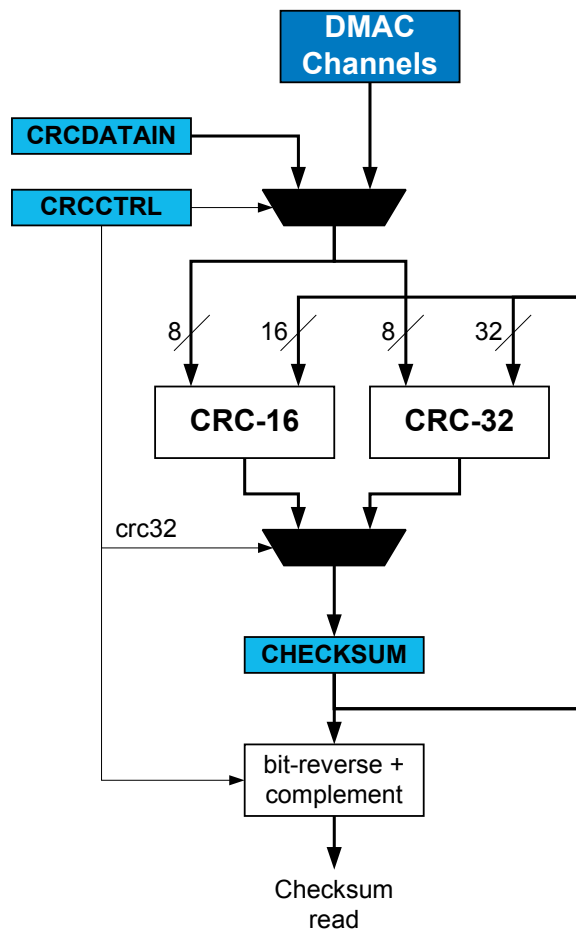 DMAC
Channels
CRCDATAIN
CRCCTRL
8
16
8
32
CRC-16
CRC-32
crc32
CHECKSUM
bit-reverse +
complement
Checksum
read